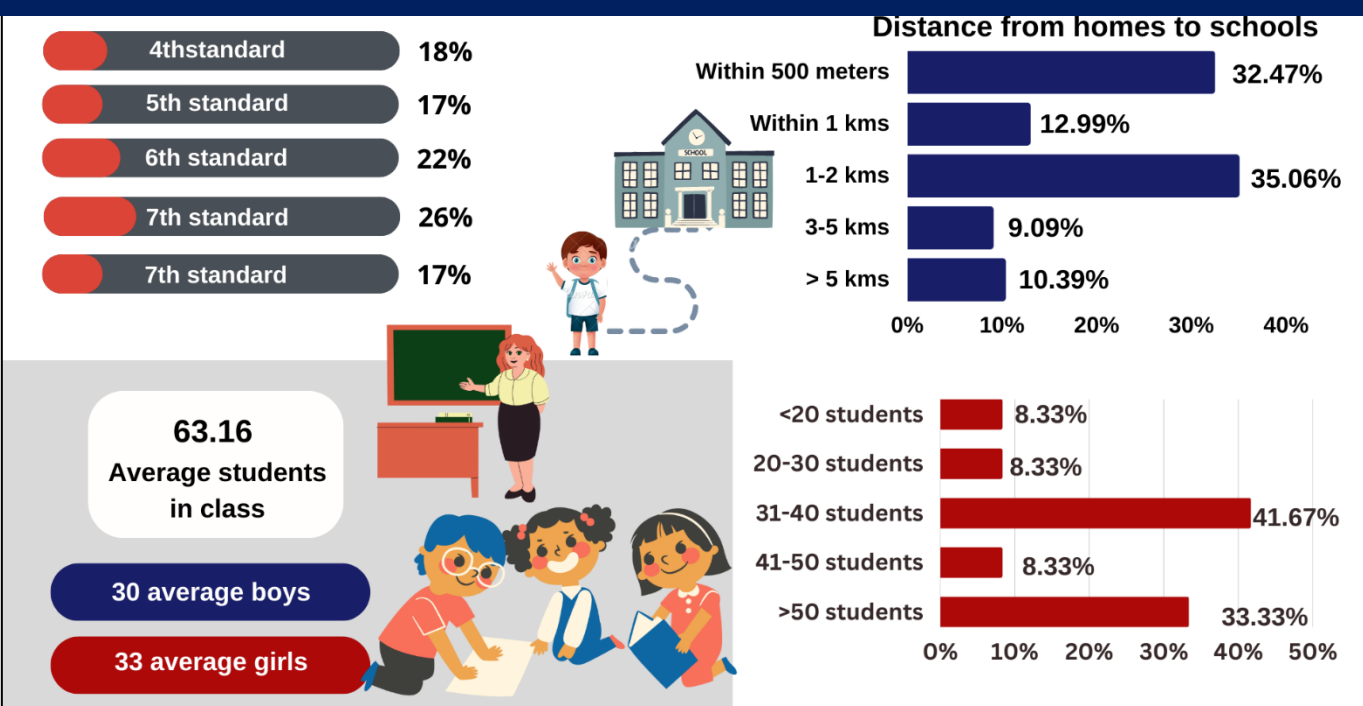 4thstandard 18%
5th standard 17%
6th standard 22%
7th standard 26%
7th standard 17%
Distance from homes to schools
Within 500 meters 32.47%
Within 1 kms 12.99%
1-2 kms 35.06%
3-5 kms 9.09%
> 5 kms 10.39%
0% 10% 20% 30% 40%
SCHOOL
63.16
Average students
in class
30 average boys
33 average girls
<20 students 8.33%
20-30 students 8.33%
31-40 students 41.67%
41-50 students 8.33%
>50 students 33.33%
0% 10% 20% 30% 40% 50%